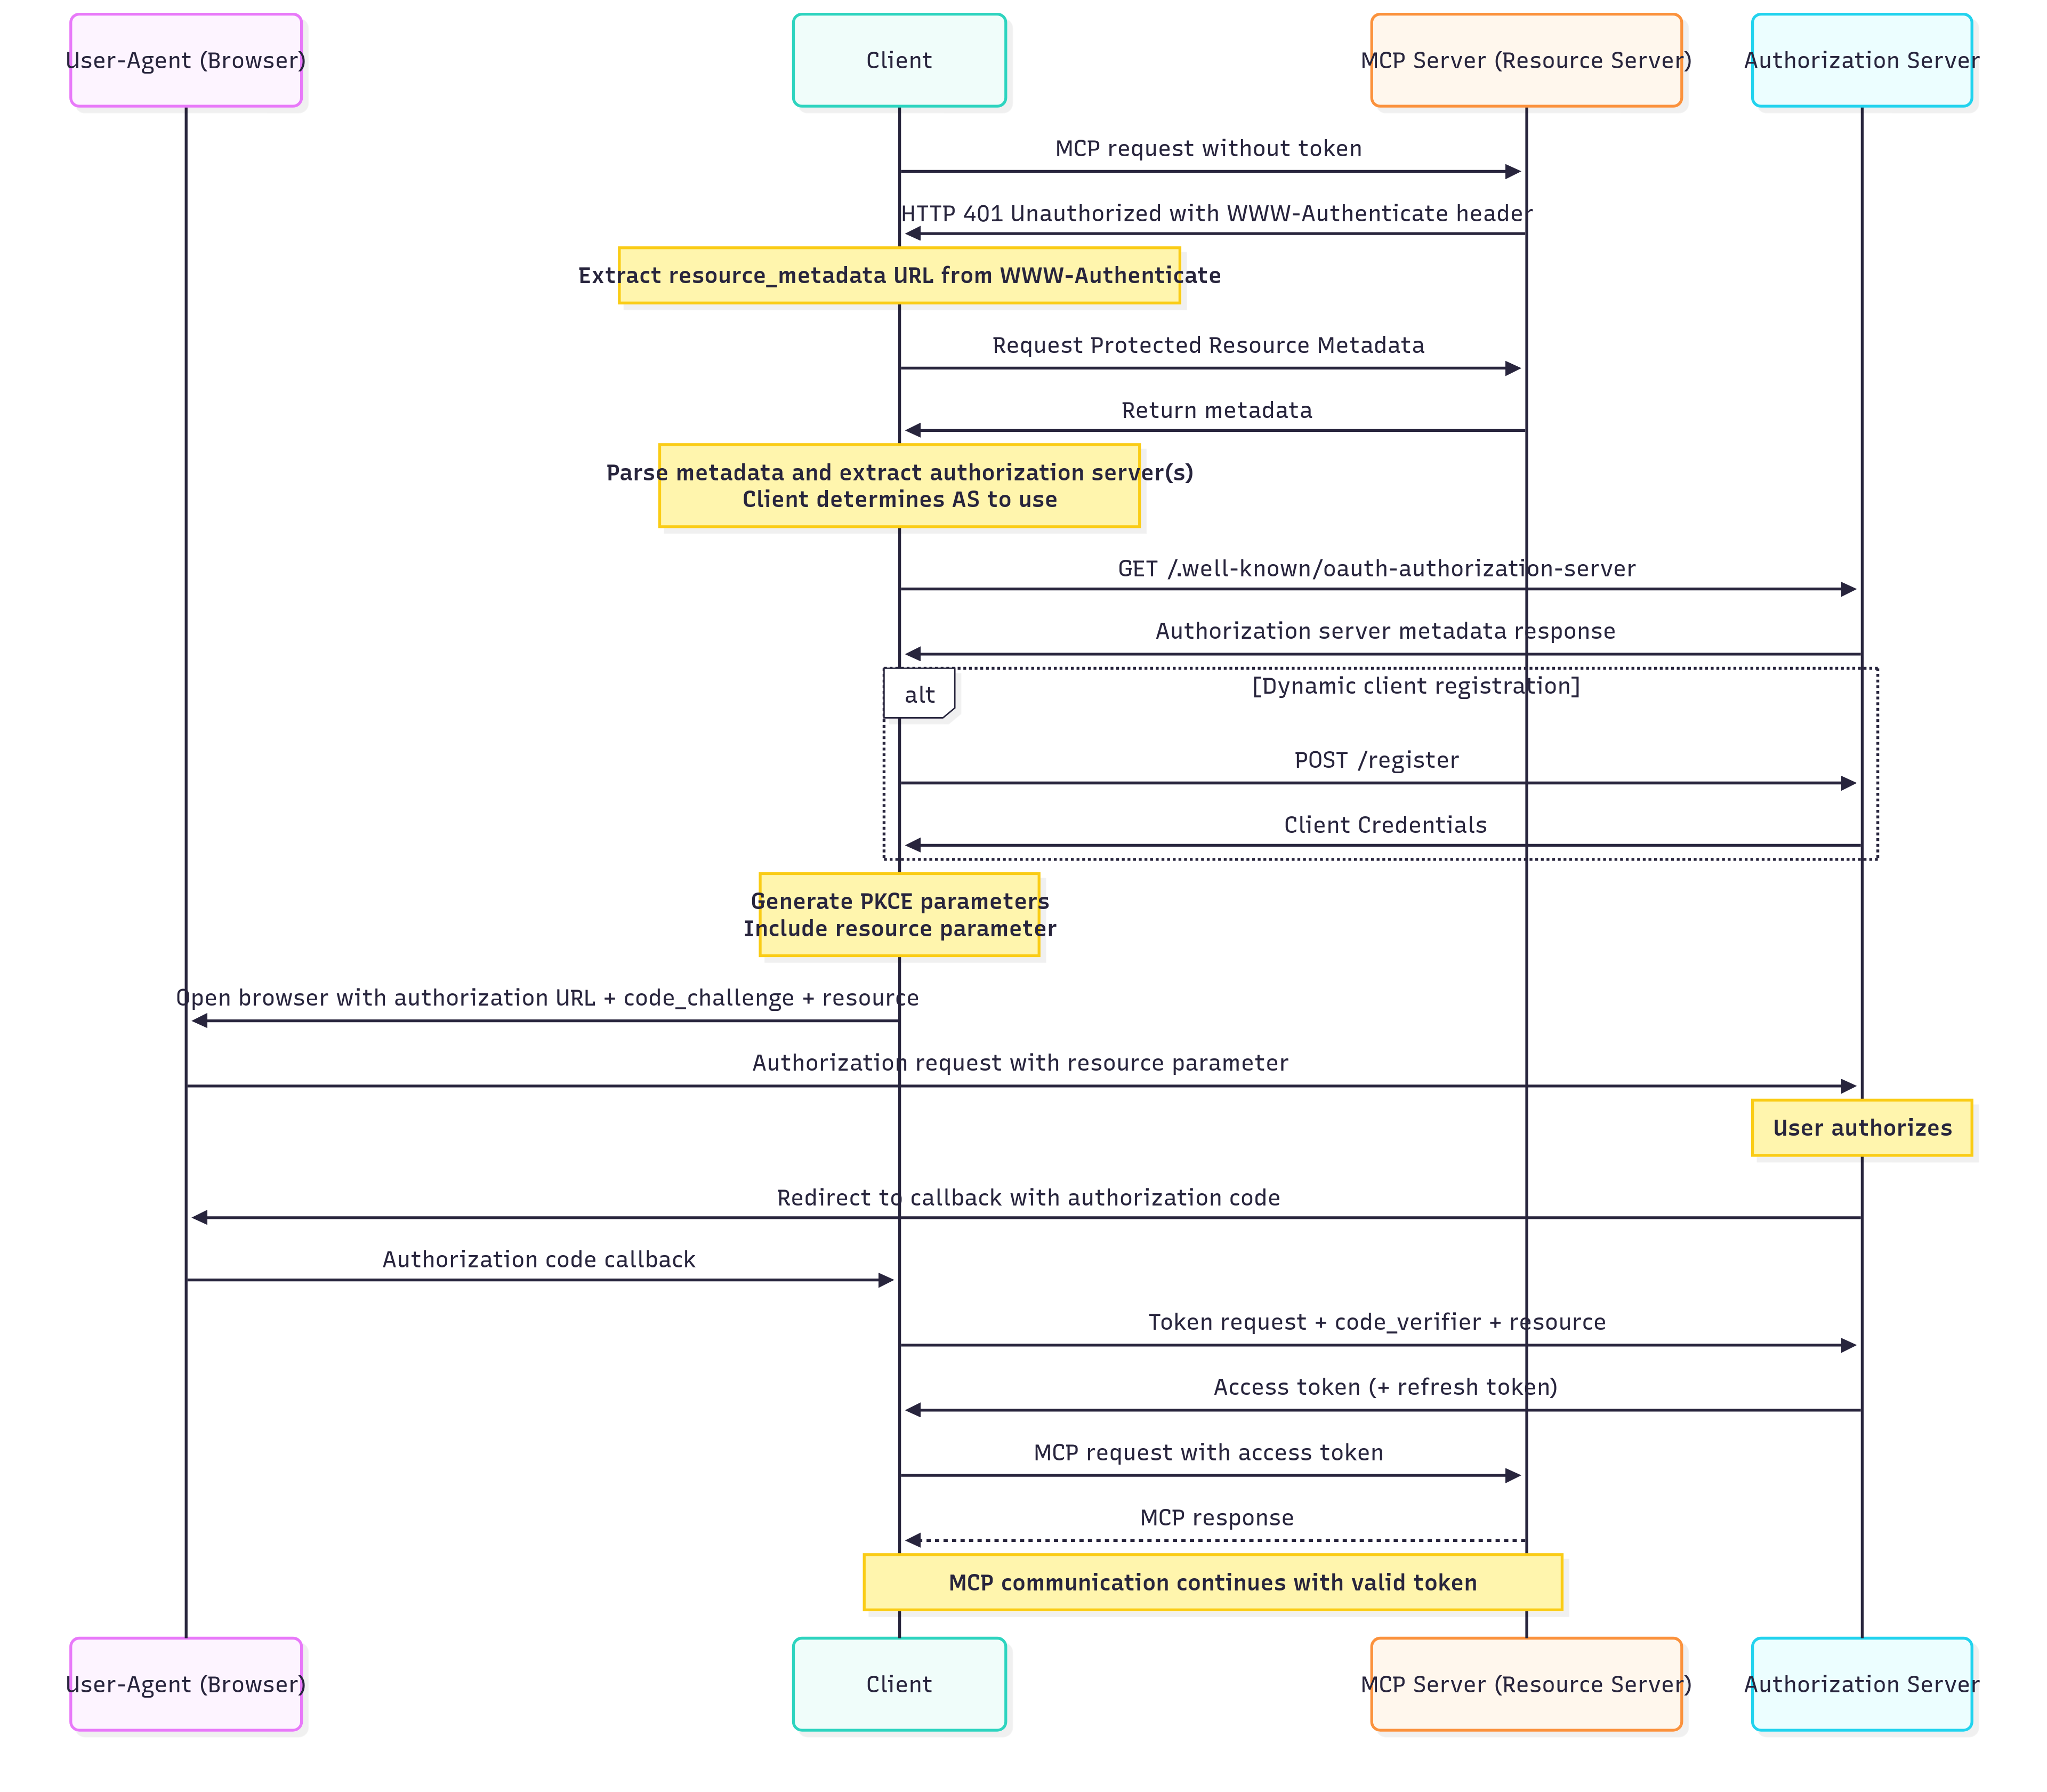 User-Agent (Browser)
Client
MCP Server (Resource Server)
Authorization Server
MCP request without token
HTTP 401 Unauthorized with WWW-Authenticate header
Extract resource_metadata URL from WWW-Authenticate
Request Protected Resource Metadata
Return metadata
Parse metadata and extract authorization server(s)
Client determines AS to use
GET /.well-known/oauth-authorization-server
Authorization server metadata response
alt
[Dynamic client registration]
POST /register
Client Credentials
Generate PKCE parameters
Include resource parameter
Open browser with authorization URL + code_challenge + resource
Authorization request with resource parameter
User authorizes
Redirect to callback with authorization code
Authorization code callback
Token request + code_verifier + resource
Access token (+ refresh token)
MCP request with access token
MCP response
MCP communication continues with valid token
User-Agent (Browser)
Client
MCP Server (Resource Server)
Authorization Server